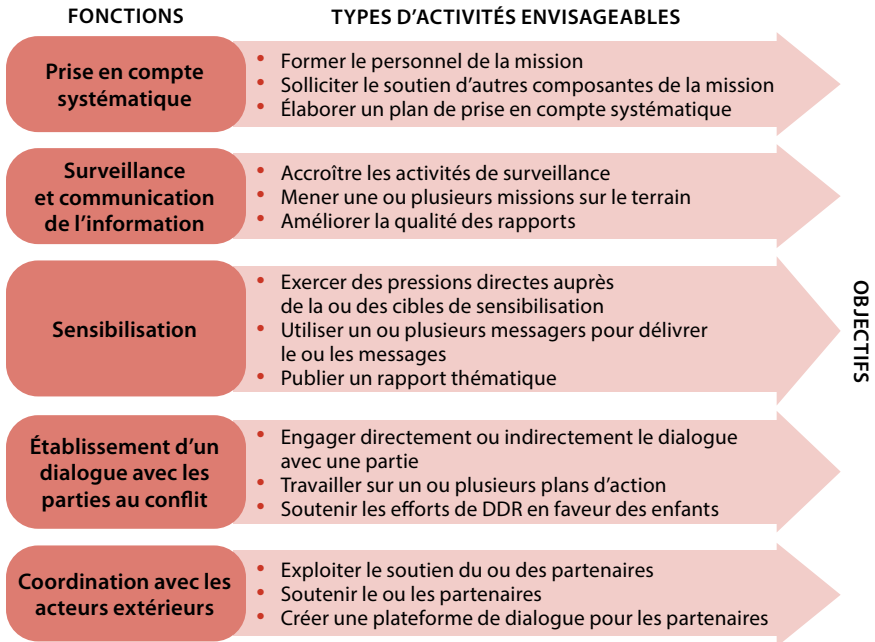 FONCTIONS
TYPES D’ACTIVITÉS ENVISAGEABLES
Prise en compte
systématique
• Former le personnel de la mission
• Solliciter le soutien d’autres composantes de la mission
• Élaborer un plan de prise en compte systématique
Surveillance
et communication
de l’information
• Accroître les activités de surveillance
• Mener une ou plusieurs missions sur le terrain
• Améliorer la qualité des rapports
Sensibilisation
• Exercer des pressions directes auprès
de la ou des cibles de sensibilisation
• Utiliser un ou plusieurs messagers pour délivrer
le ou les messages
• Publier un rapport thématique
Établissement d’un
dialogue avec les
parties au conflit
• Engager directement ou indirectement le dialogue
avec une partie
• Travailler sur un ou plusieurs plans d’action
• Soutenir les efforts de DDR en faveur des enfants
Coordination avec les
acteurs extérieurs
• Exploiter le soutien du ou des partenaires
• Soutenir le ou les partenaires
• Créer une plateforme de dialogue pour les partenaires
OBJECTIFS